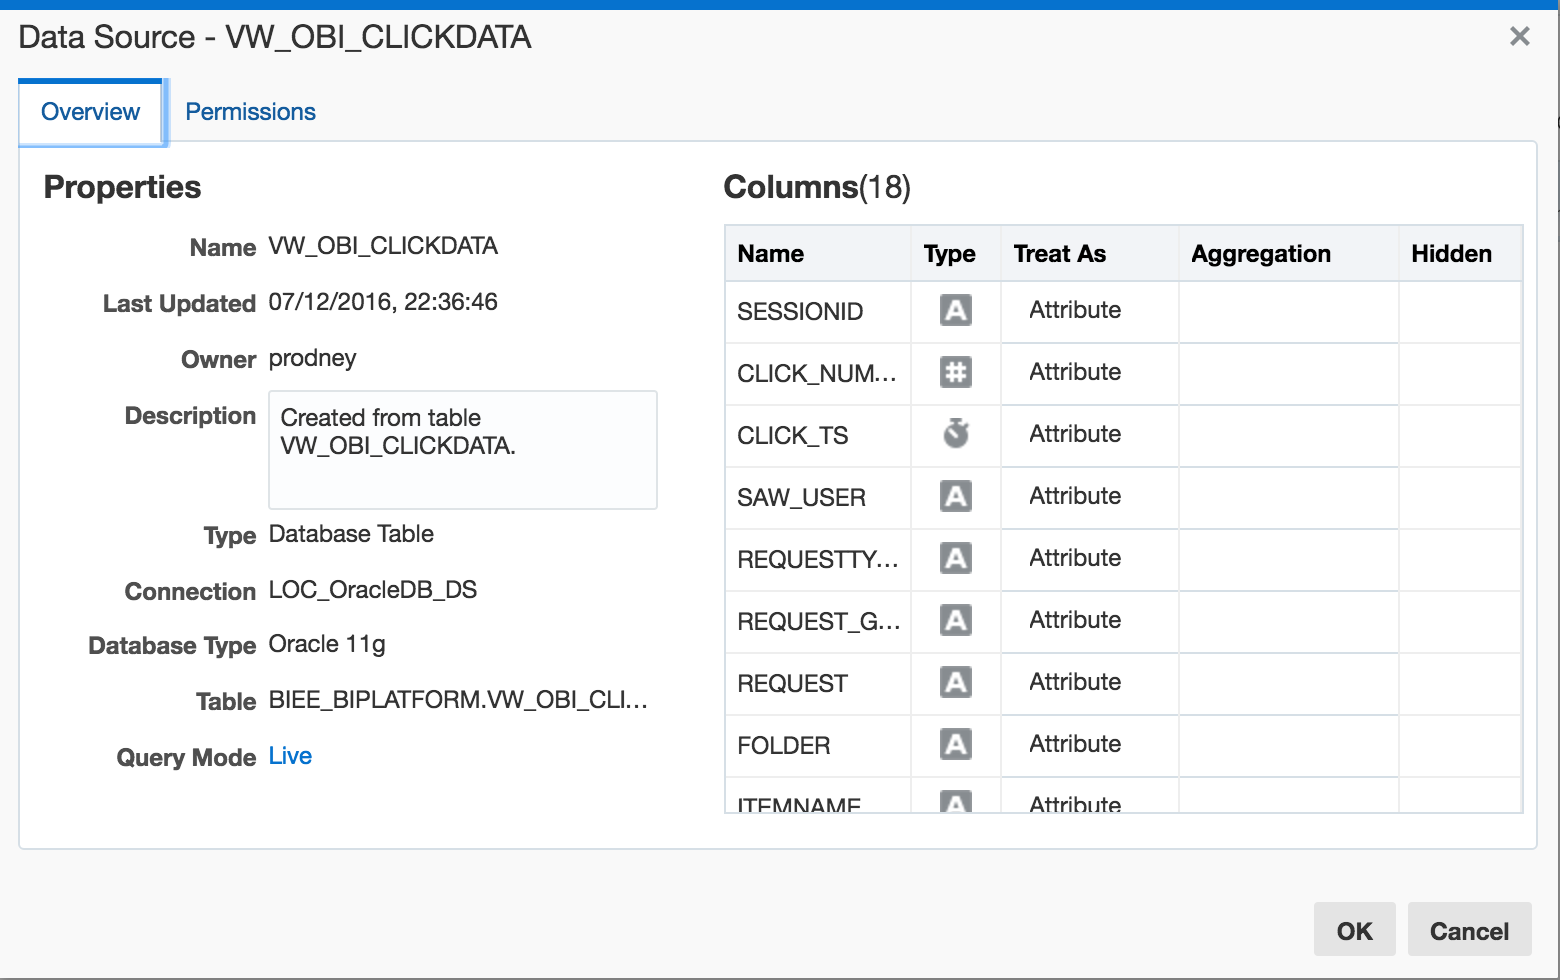 Data Source - VW_OBI_CLICKDATA
Overview
Permissions
Properties
Name VW_OBI_CLICKDATA
Last Updated 07/12/2016, 22:36:46
Owner prodney
Description Created from table
VW_OBI_CLICKDATA.
Type Database Table
Connection LOC_OracleDB_DS
Database Type Oracle 11g
Table BIEE_BIPLATFORM.VW_OBI_CLI...
Query Mode Live
Columns(18)
Name Type Treat As Aggregation Hidden
SESSIONID A Attribute
CLICK_NUM... # Attribute
CLICK_TS Attribute
SAW_USER A Attribute
REQUESTTY... A Attribute
REQUEST_G... A Attribute
REQUEST A Attribute
FOLDER A Attribute
ITEMNAME A Attribute
OK
Cancel